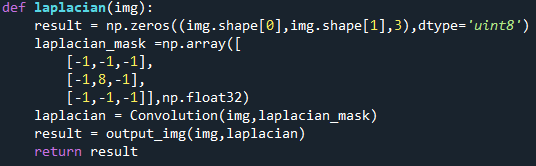 def laplacian(img):
    result = np.zeros((img.shape[0],img.shape[1],3),dtype='uint8')
    laplacian_mask =np.array([
        [-1,-1,-1],
        [-1,8,-1],
        [-1,-1,-1]],np.float32)
    laplacian = Convolution(img,laplacian_mask)
    result = output_img(img,laplacian)
    return result